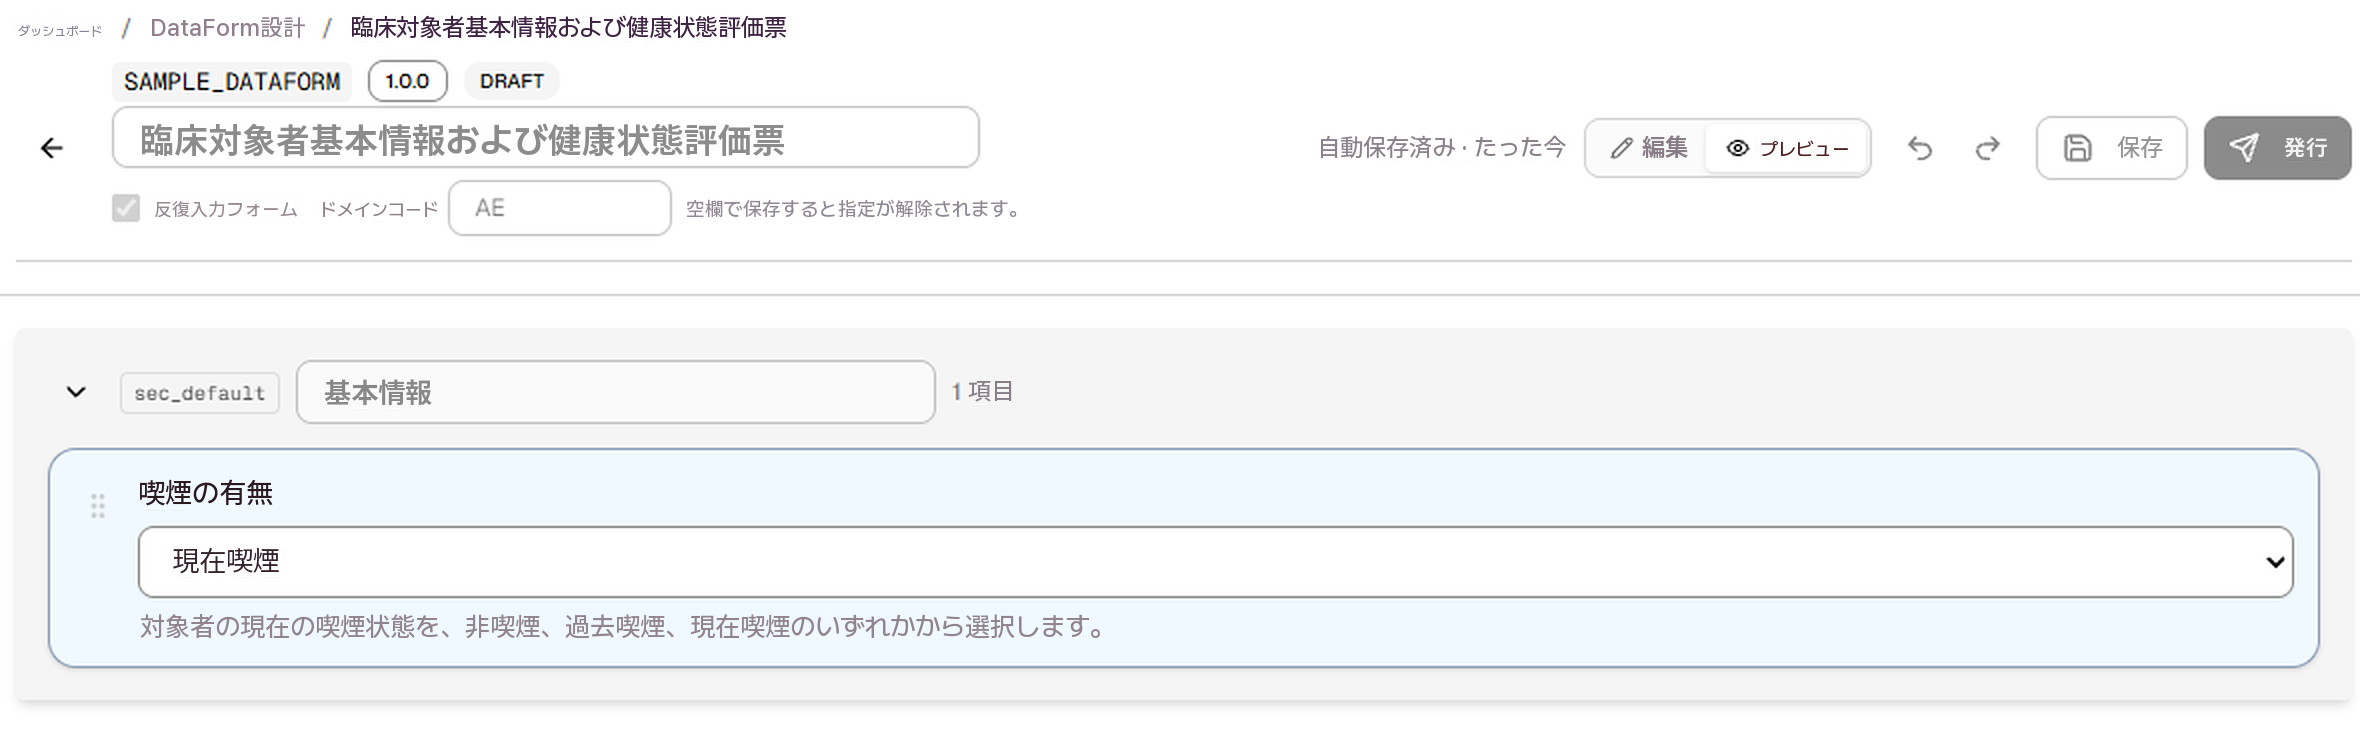 ダッシュボード / DataForm設計 / 臨床対象者基本情報および健康状態評価票
SAMPLE_DATAFORM 1.0.0 DRAFT
臨床対象者基本情報および健康状態評価票
自動保存済み · たった今 編集 プレビュー 保存 発行
反復入力フォーム ドメインコード AE 空欄で保存すると指定が解除されます。
sec_default 基本情報 1 項目
喫煙の有無
現在喫煙
対象者の現在の喫煙状態を、非喫煙、過去喫煙、現在喫煙のいずれかから選択します。